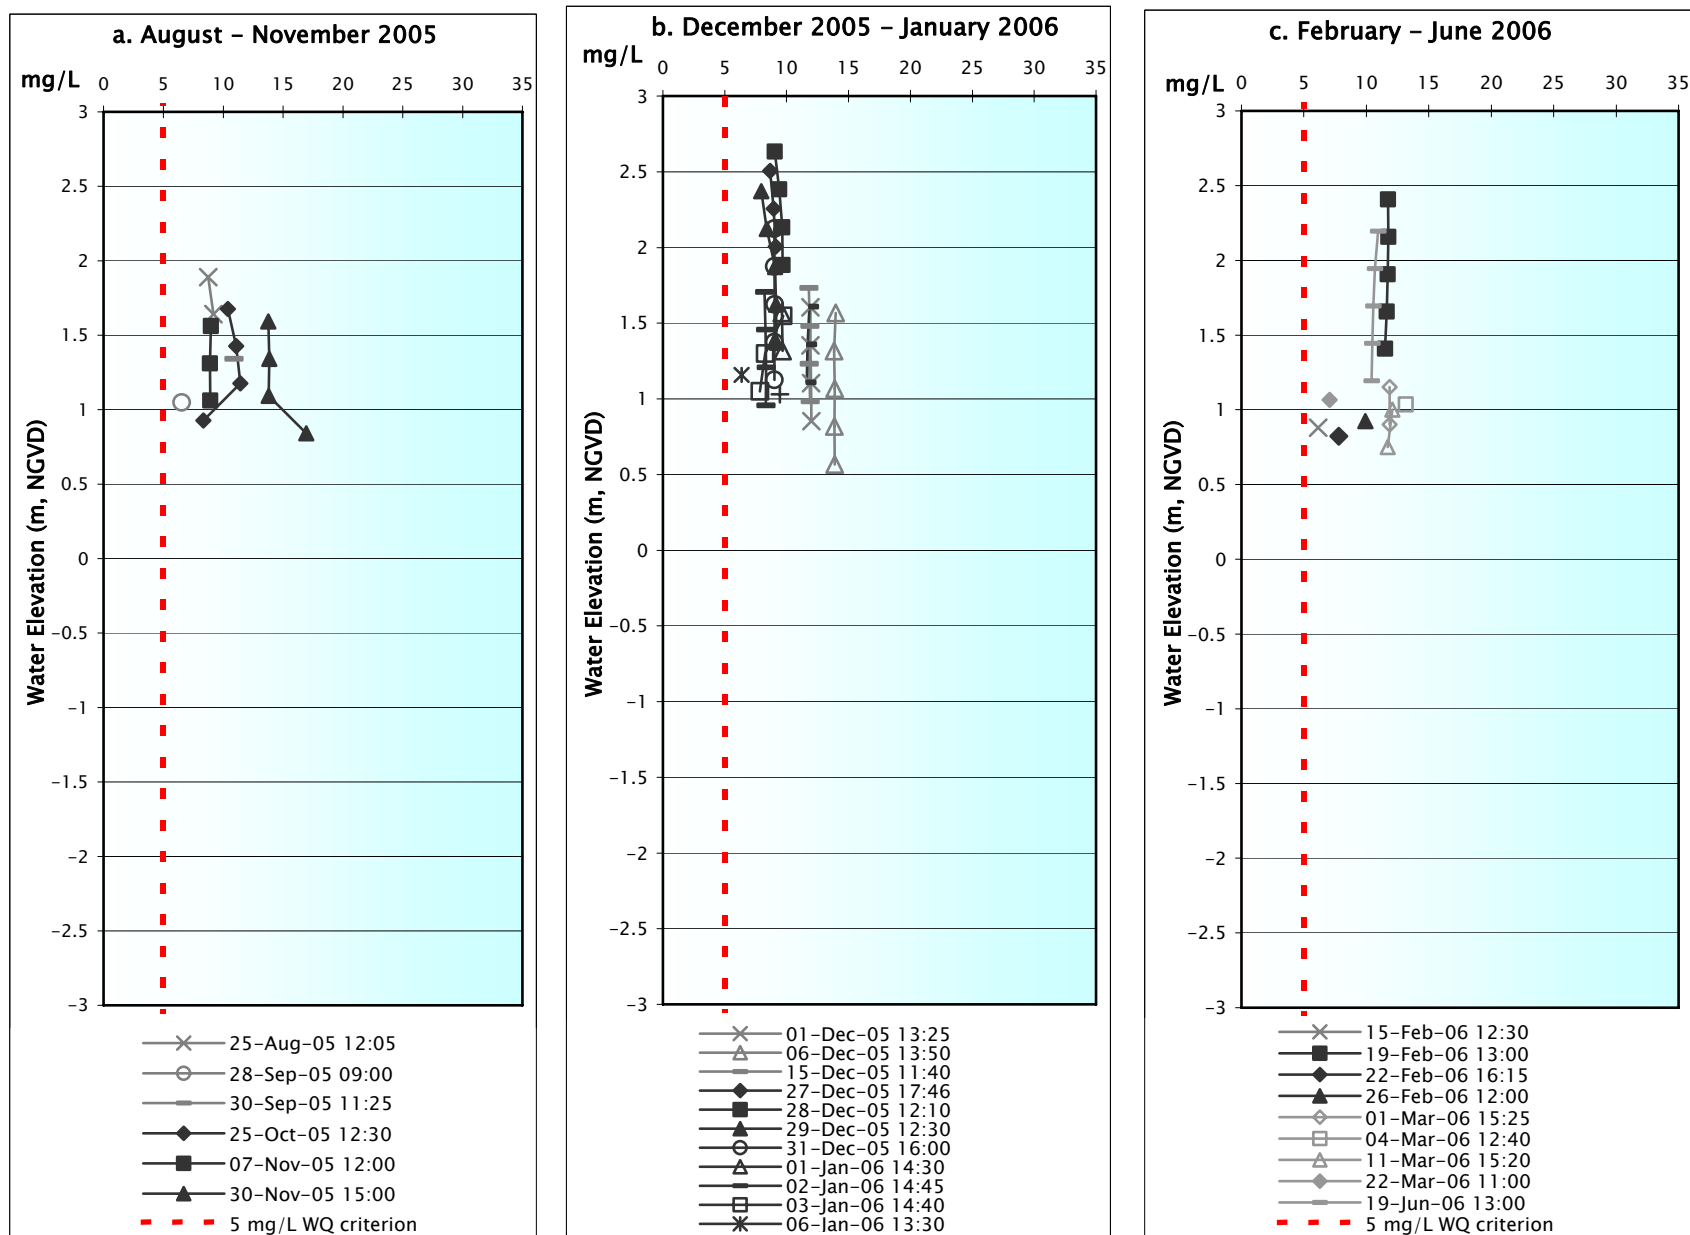 a. August – November 2005
mg/L
0 5 10 15 20 25 30 35
3
2.5
2
1.5
1
0.5
0
−0.5
−1
−1.5
−2
−2.5
−3
Water Elevation (m, NGVD)
25–Aug–05 12:05
28–Sep–05 09:00
30–Sep–05 11:25
25–Oct–05 12:30
07–Nov–05 12:00
30–Nov–05 15:00
5 mg/L WQ criterion
b. December 2005 – January 2006
mg/L
0 5 10 15 20 25 30 35
3
2.5
2
1.5
1
0.5
0
−0.5
−1
−1.5
−2
−2.5
−3
Water Elevation (m, NGVD)
01–Dec–05 13:25
06–Dec–05 13:50
15–Dec–05 11:40
27–Dec–05 17:46
28–Dec–05 12:10
29–Dec–05 12:30
31–Dec–05 16:00
01–Jan–06 14:30
02–Jan–06 14:45
03–Jan–06 14:40
06–Jan–06 13:30
c. February – June 2006
mg/L
0 5 10 15 20 25 30 35
3
2.5
2
1.5
1
0.5
0
−0.5
−1
−1.5
−2
−2.5
−3
Water Elevation (m, NGVD)
15–Feb–06 12:30
19–Feb–06 13:00
22–Feb–06 16:15
26–Feb–06 12:00
01–Mar–06 15:25
04–Mar–06 12:40
11–Mar–06 15:20
22–Mar–06 11:00
19–Jun–06 13:00
5 mg/L WQ criterion